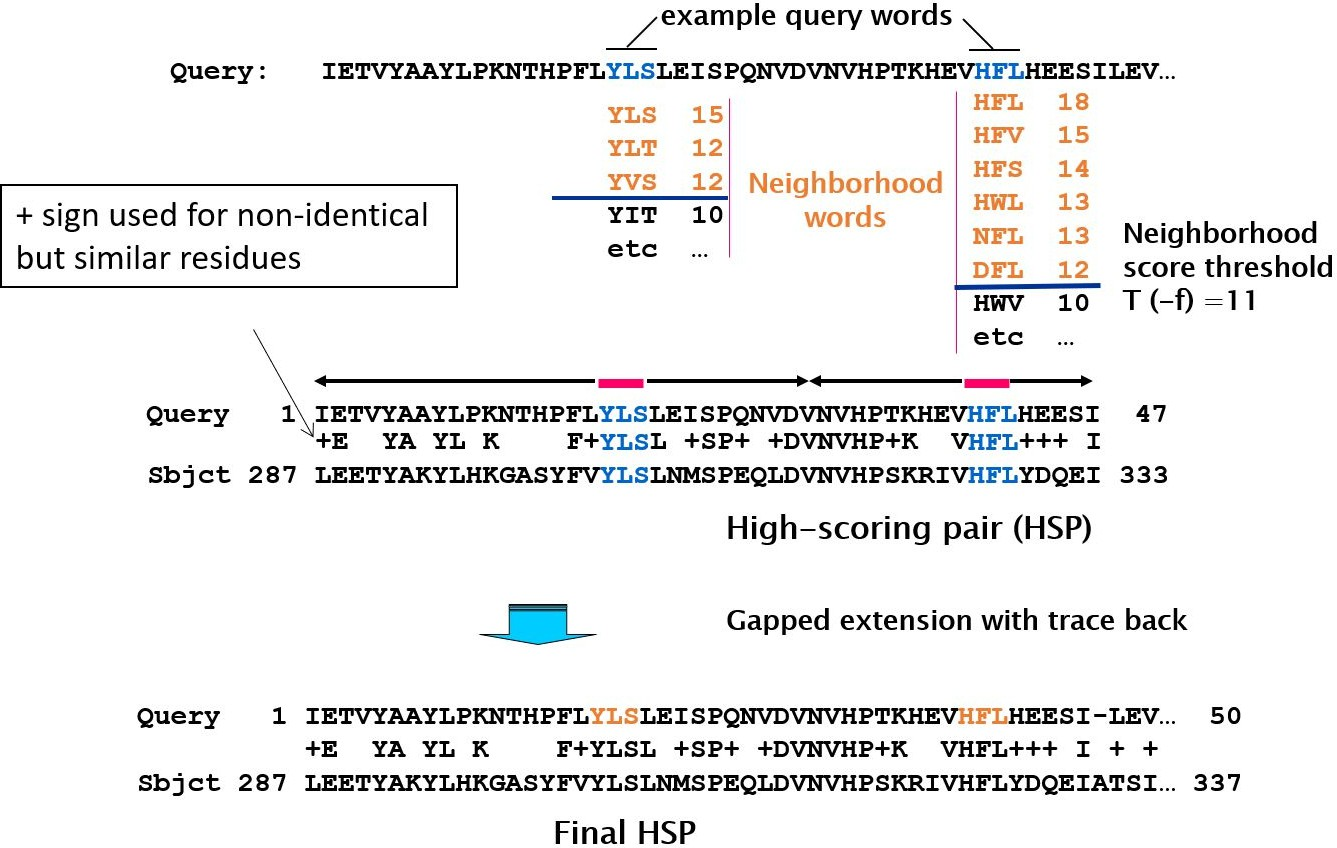 example query words
Query: IETVYAAYLPKNTHPFLYLSLEISPQNVDVNVHPTKHEVHFLHEESILEV...
YLS 15
YLT 12
YVS 12
YIT 10
etc ...
Neighborhood
words
HFL 18
HFV 15
HFS 14
HWL 13
NFL 13
DFL 12
HWV 10
etc ...
Neighborhood
score threshold
T (-f) =11
+ sign used for non-identical
but similar residues
Query 1 IETVYAAYLPKNTHPFLYLSLEISPQNVDVNVHPTKHEVHFLHEESI 47
+E YA YL K F+YLSL +SP+ +DVNVHP+K VHFL+++ I
Sbjct 287 LEETYAKYLHKGASYFVYLSLNMSPEQLDVNVHPSKRIVHFLYDQEI 333
High-scoring pair (HSP)
Gapped extension with trace back
Query 1 IETVYAAYLPKNTHPFLYLSLEISPQNVDVNVHPTKHEVHFLHEESI-LEV... 50
+E YA YL K F+YLSL +SP+ +DVNVHP+K VHFL+++ I + +
Sbjct 287 LEETYAKYLHKGASYFVYLSLNMSPEQLDVNVHPSKRIVHFLYDQEIATSI... 337
Final HSP